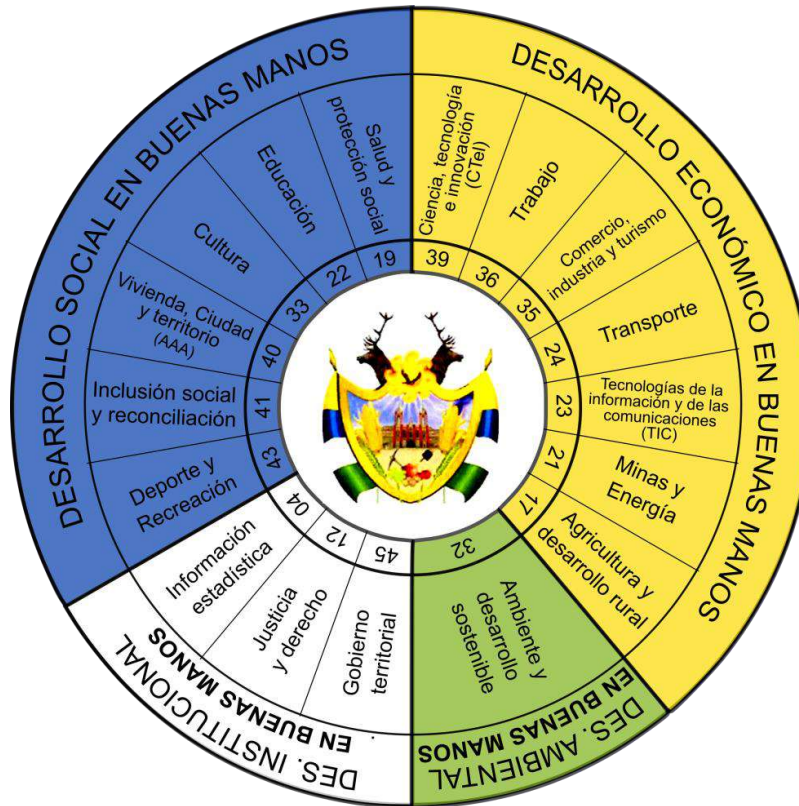 DESARROLLO SOCIAL EN BUENAS MANOS
Salud y
protección social
19
Educación
22
Cultura
33
Vivienda, Ciudad
y territorio
(AAA)
40
Inclusión social
y reconciliación
41
Deporte y
Recreación
43
DESARROLLO ECONÓMICO EN BUENAS MANOS
Ciencia, tecnología
e innovación
(CTeI)
39
Trabajo
36
Comercio,
industria y turismo
35
Transporte
24
Tecnologías de la
información y de las
comunicaciones
(TIC)
23
Minas y
Energía
21
Agricultura y
desarrollo rural
17
DES. AMBIENTAL
EN BUENAS MANOS
Ambiente y
desarrollo
sostenible
32
DES. INSTITUCIONAL
EN BUENAS MANOS
.
Gobierno
territorial
45
Justicia
y derecho
12
Información
estadística
04